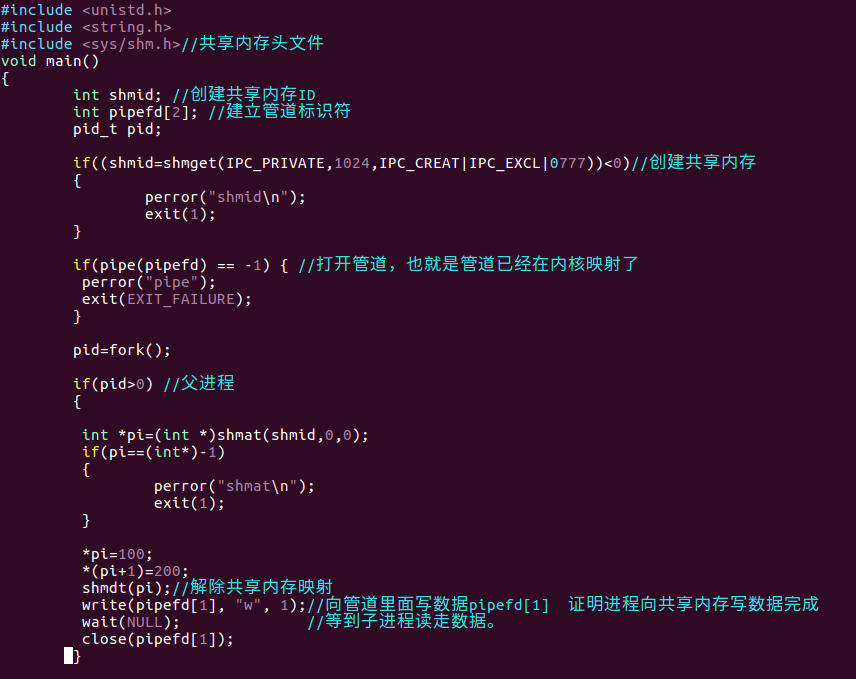 #include <unistd.h>
#include <string.h>
#include <sys/shm.h>//共享内存头文件
void main()
{
int shmid; //创建共享内存ID
int pipefd[2]; //建立管道标识符
pid_t pid;
if((shmid=shmget(IPC_PRIVATE,1024,IPC_CREAT|IPC_EXCL|0777))<0)//创建共享内存
{
perror("shmid\n");
exit(1);
}
if(pipe(pipefd) == -1) { //打开管道，也就是管道已经在内核映射了
perror("pipe");
exit(EXIT_FAILURE);
}
pid=fork();
if(pid>0) //父进程
{
int *pi=(int *)shmat(shmid,0,0);
if(pi==(int*)-1)
{
perror("shmat\n");
exit(1);
}
*pi=100;
*(pi+1)=200;
shmdt(pi);//解除共享内存映射
write(pipefd[1], "w", 1);//向管道里面写数据pipefd[1] 证明进程向共享内存写数据完成
wait(NULL); //等到子进程读走数据。
close(pipefd[1]);
}